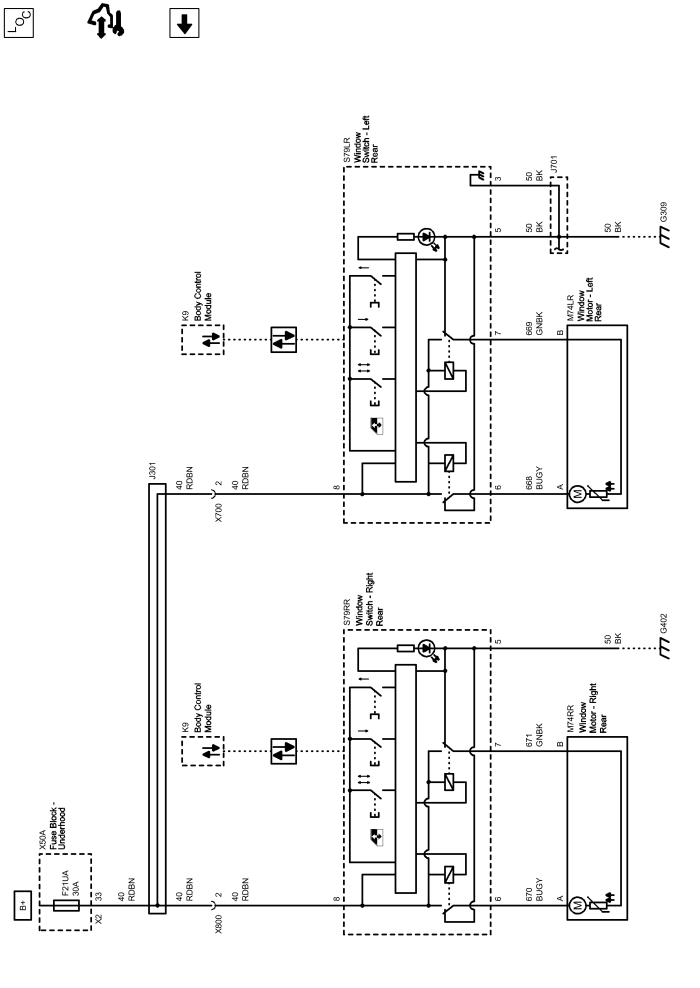 LOC
B+
X50A
Fuse Block -
Underhood
F21UA
30A
X2
33
40
RDBN
J301
40
RDBN
X800
2
40
RDBN
40
RDBN
X700
2
40
RDBN
K9
Body Control
Module
K9
Body Control
Module
S79RR
Window
Switch - Right
Rear
8
6
7
5
670
BUGY
671
GNBK
50
BK
G402
A
B
M74RR
Window
Motor - Right
Rear
M
S79LR
Window
Switch - Left
Rear
8
6
7
5
3
668
BUGY
669
GNBK
50
BK
50
BK
J701
50
BK
G309
A
B
M74LR
Window
Motor - Left
Rear
M